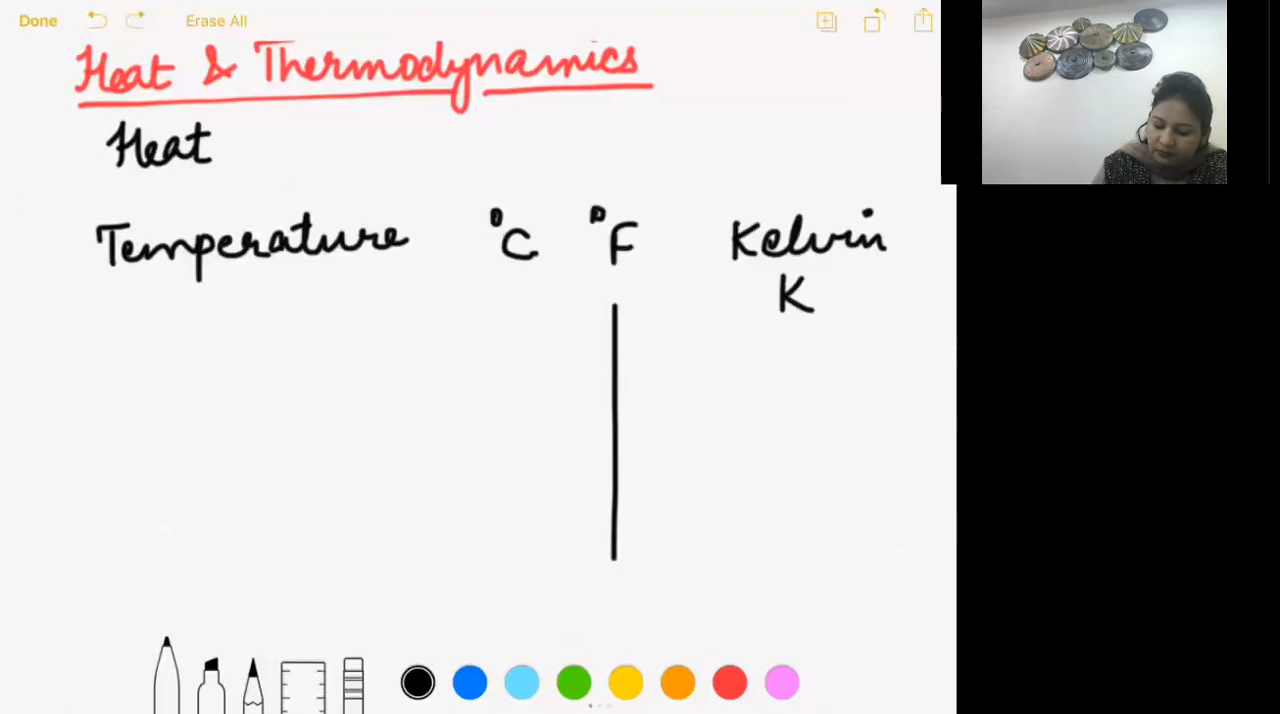 Done Erase All
Heat & Thermodynamics
Heat
Temperature °C °F Kelvin
K